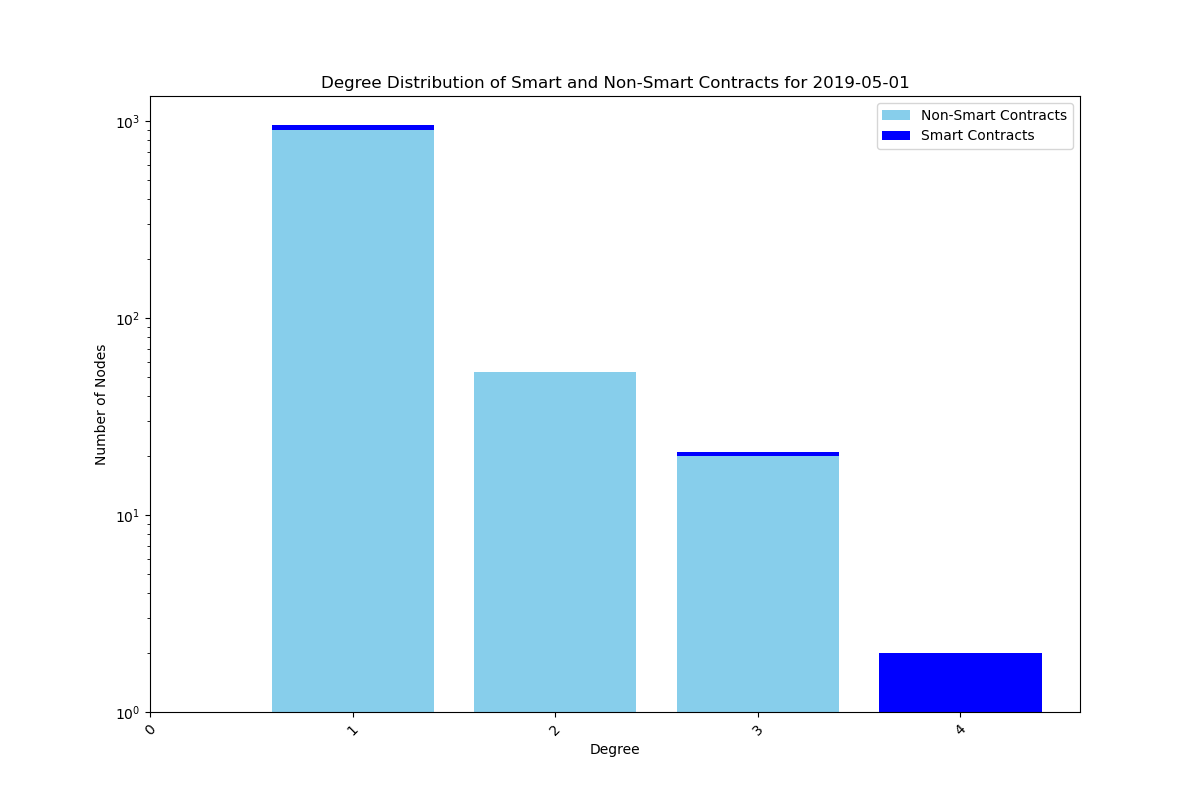 Degree Distribution of Smart and Non-Smart Contracts for 2019-05-01
Non-Smart Contracts
Smart Contracts
Number of Nodes
10³
10²
10¹
10⁰
0 1 2 3 4
Degree